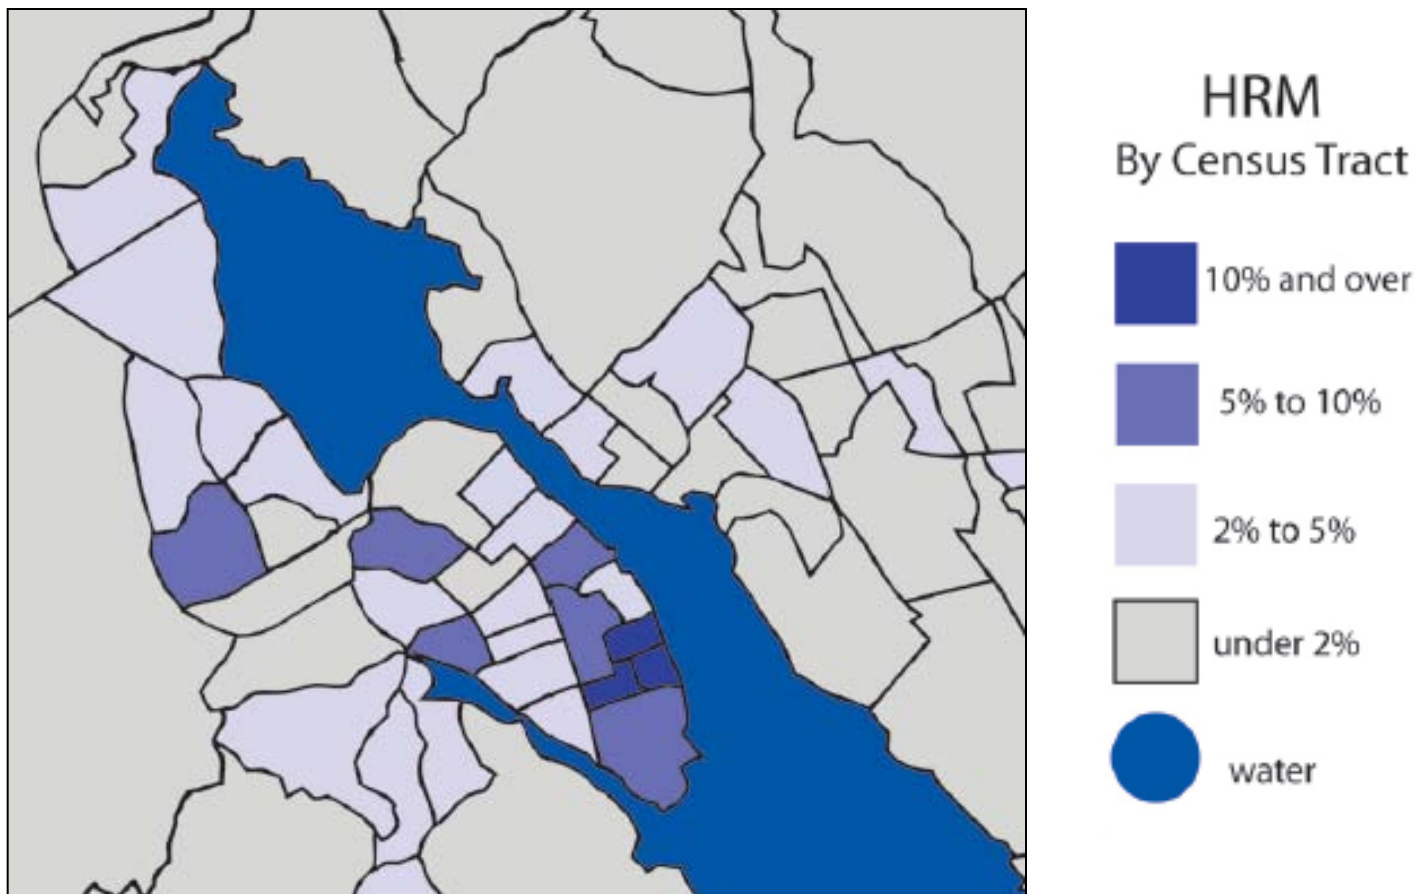 HRM
By Census Tract
10% and over
5% to 10%
2% to 5%
under 2%
water